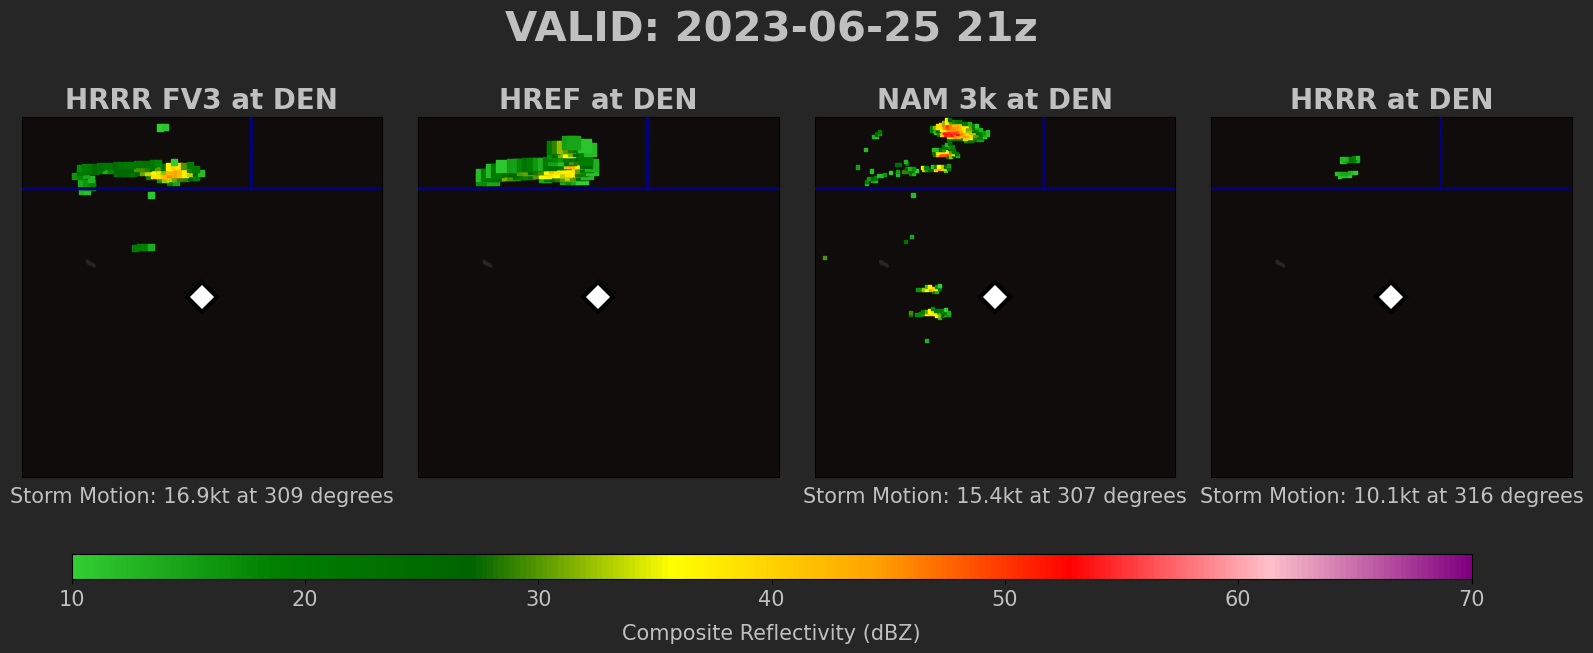 VALID: 2023-06-25 21z
HRRR FV3 at DEN
HREF at DEN
NAM 3k at DEN
HRRR at DEN
Storm Motion: 16.9kt at 309 degrees
Storm Motion: 15.4kt at 307 degrees
Storm Motion: 10.1kt at 316 degrees
10 20 30 40 50 60 70
Composite Reflectivity (dBZ)